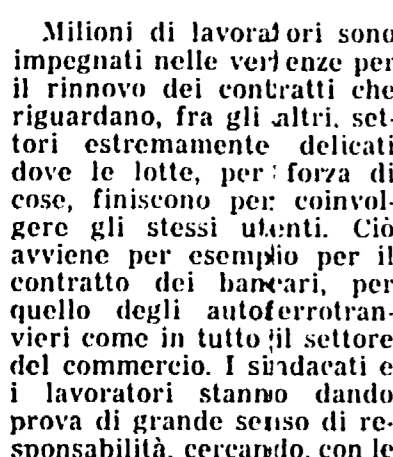 Milioni di lavoratori sono
impegnati nelle vertenze per
il rinnovo dei contratti che
riguardano, fra gli altri, set-
tori estremamente delicati
dove le lotte, per forza di
cose, finiscono per coinvol-
gere gli stessi utenti. Ciò
avviene per esempio per il
contratto dei bancari, per
quello degli autoferrotran-
vieri come in tutto il settore
del commercio. I sindacati e
i lavoratori stanno dando
prova di grande senso di re-
sponsabilità, cercando, con le